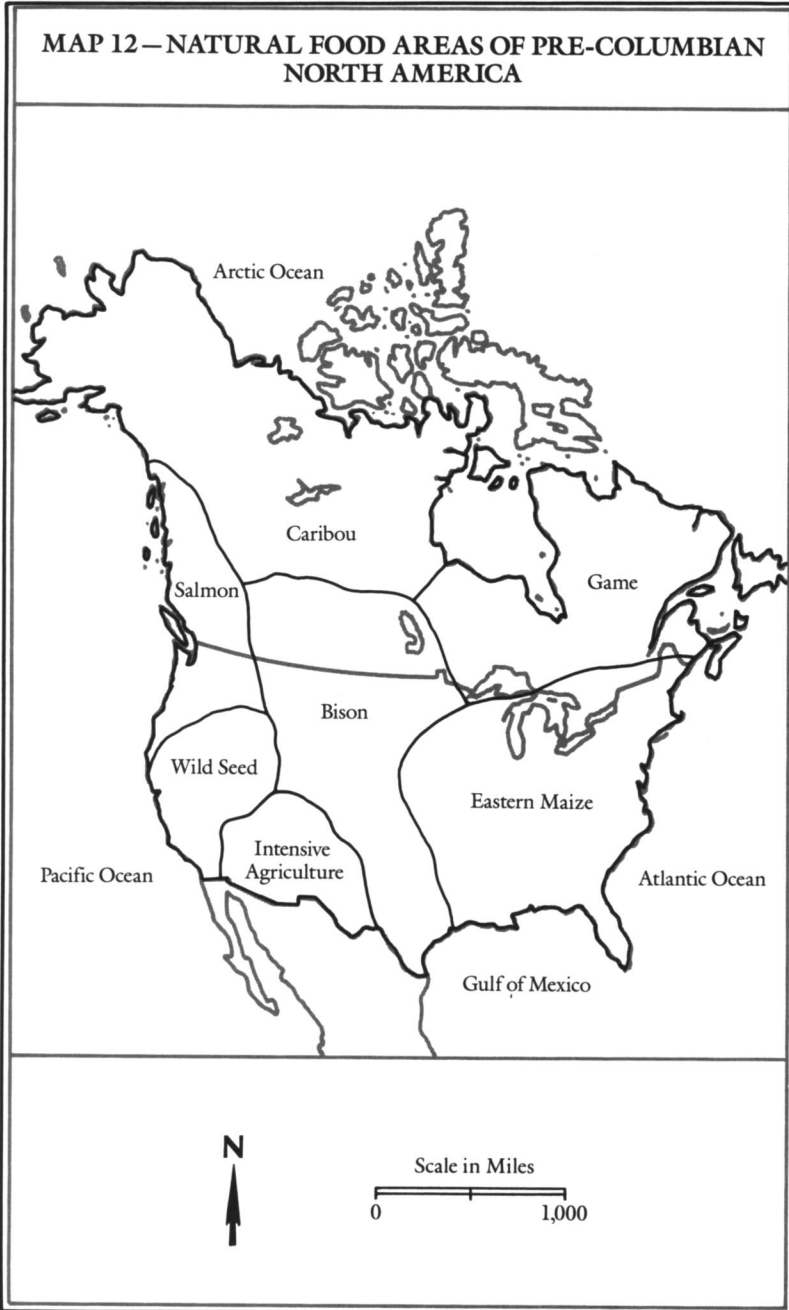 MAP 12—NATURAL FOOD AREAS OF PRE-COLUMBIAN
NORTH AMERICA
Arctic Ocean
Caribou
Salmon
Game
Bison
Wild Seed
Eastern Maize
Intensive
Agriculture
Pacific Ocean
Atlantic Ocean
Gulf of Mexico
N
Scale in Miles
0 1,000